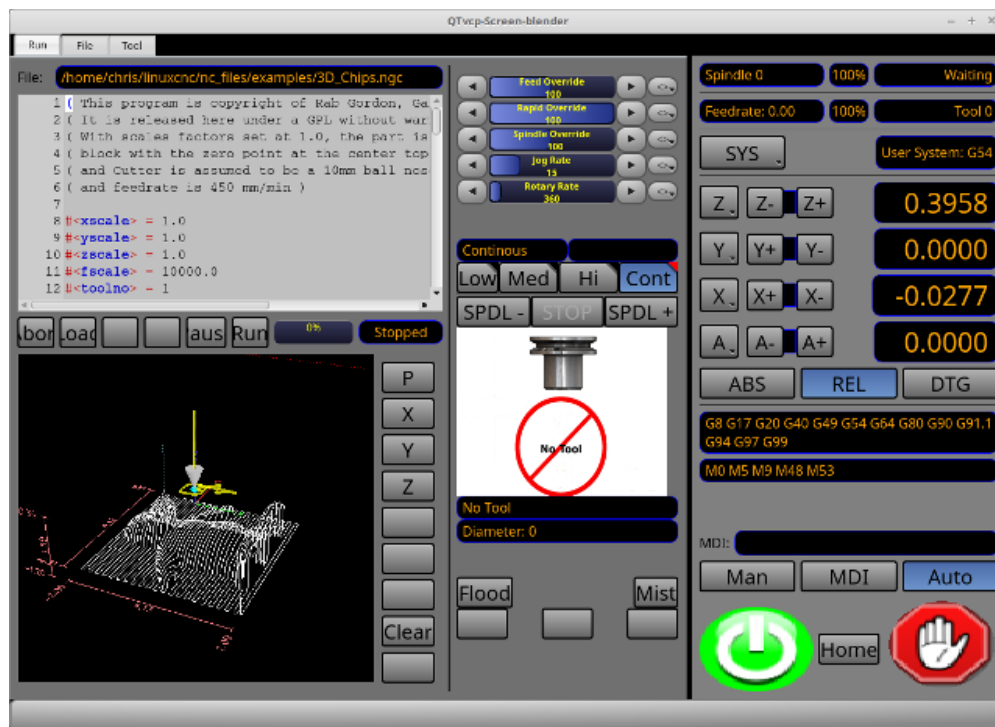 QTvcp-Screen-blender
Run File Tool
File: /home/chris/linuxcnc/nc_files/examples/3D_Chips.ngc
1 ( This program is copyright of Rab Gordon, Ga
2 ( It is released here under a GPL without war
3 ( With scales factors set at 1.0, the part is
4 ( block with the zero point at the center top
5 ( and Cutter is assumed to be a 10mm ball nos
6 ( and feedrate is 450 mm/min )
7
8 #<xscale> = 1.0
9 #<yscale> = 1.0
10 #<zscale> = 1.0
11 #<fscale> = 10000.0
12 #<toolno> = 1
Abor Load Paus Run 0% Stopped
P
X
Y
Z
Clear
Feed Override
100
Rapid Override
100
Spindle Override
100
Jog Rate
15
Rotary Rate
360
Continous
Low Med Hi Cont
SPDL - STOP SPDL +
No Tool
No Tool
Diameter: 0
Flood Mist
Spindle 0 100% Waiting
Feedrate: 0.00 100% Tool 0
SYS User System: G54
Z Z- Z+ 0.3958
Y Y+ Y- 0.0000
X X+ X- -0.0277
A A- A+ 0.0000
ABS REL DTG
G8 G17 G20 G40 G49 G54 G64 G80 G90 G91.1
G94 G97 G99
M0 M5 M9 M48 M53
MDI:
Man MDI Auto
Home